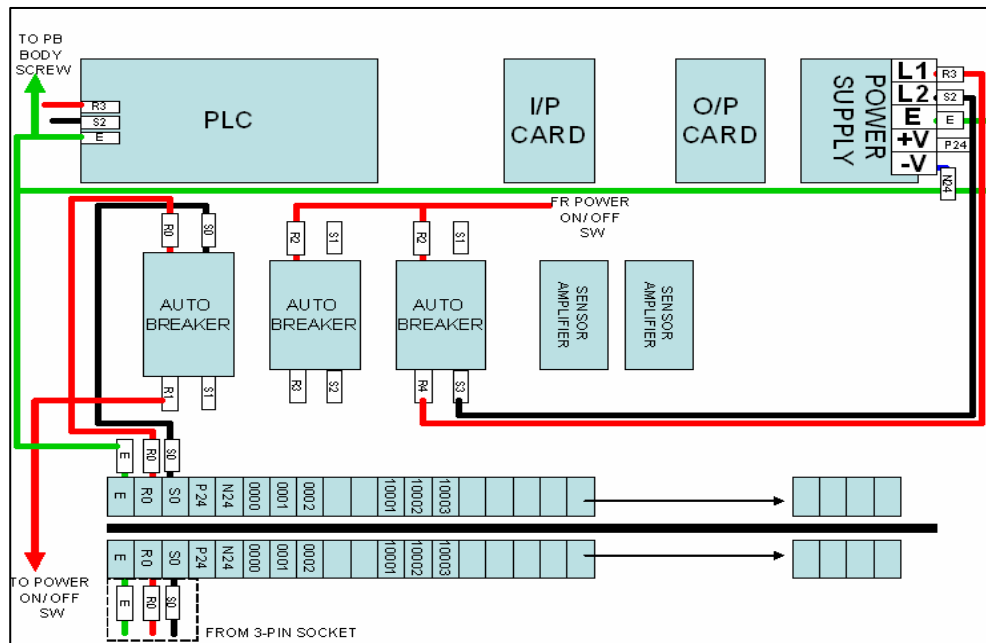 TO PB
BODY
SCREW
R3
S2
E
PLC
I/P
CARD
O/P
CARD
POWER
SUPPLY
L1
L2
E
+V
-V
R3
S2
E
P24
N24
FR POWER
ON/OFF
SW
R0
S0
R2
S1
R2
S1
AUTO
BREAKER
AUTO
BREAKER
AUTO
BREAKER
SENSOR
AMPLIFIER
SENSOR
AMPLIFIER
R1
S1
R3
S2
R4
S3
E
R0
S0
E
R0
S0
P24
N24
0000
0001
0002
10001
10002
10003
E
R0
S0
P24
N24
0000
0001
0002
10001
10002
10003
TO POWER
ON/OFF
SW
E
R0
S0
FROM 3-PIN SOCKET